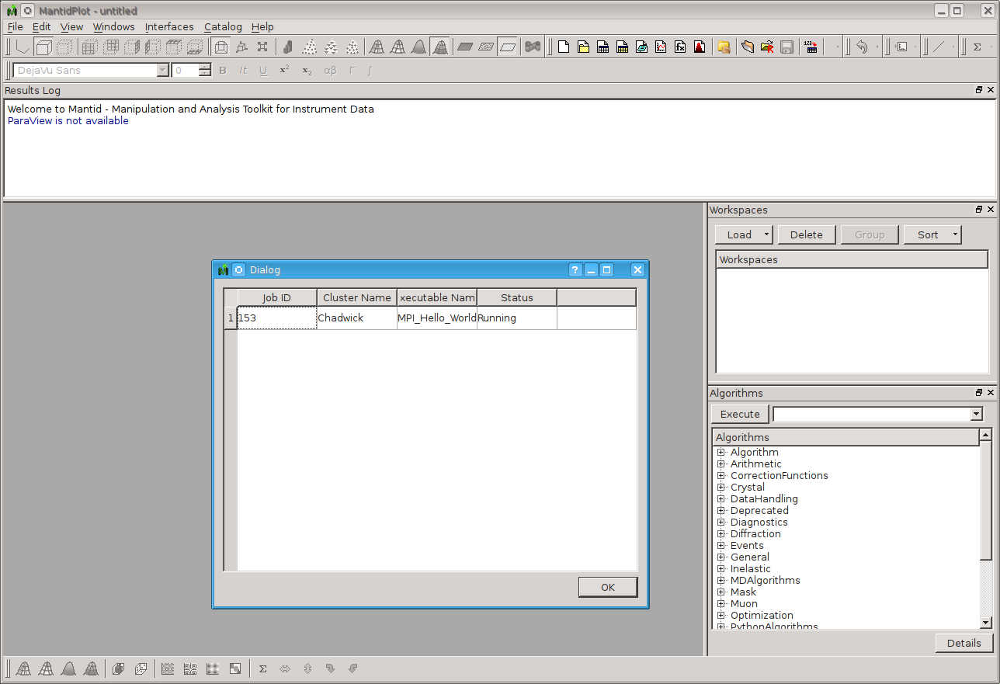 MantidPlot - untitled
File Edit View Windows Interfaces Catalog Help
DejaVu Sans 0 B It U x² x₂ αβ Γ ∫
Results Log
Welcome to Mantid - Manipulation and Analysis Toolkit for Instrument Data
ParaView is not available
Workspaces
Load Delete Group Sort
Workspaces
Dialog
Job ID Cluster Name xecutable Nam Status
1 153 Chadwick MPI_Hello_World Running
OK
Algorithms
Execute
Algorithms
Algorithm
Arithmetic
CorrectionFunctions
Crystal
DataHandling
Deprecated
Diagnostics
Diffraction
Events
General
Inelastic
MDAlgorithms
Mask
Muon
Optimization
PythonAlgorithms
Details